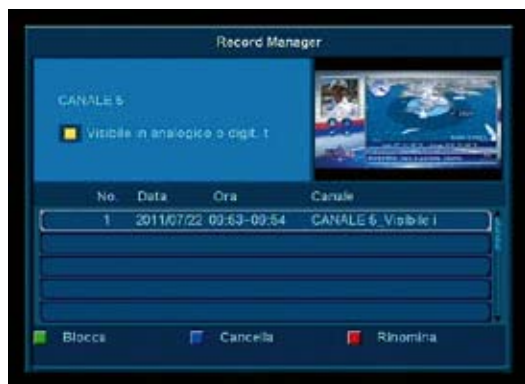 Record Manager
CANALE 5
Visibile in analogico o digit. t
No. Data Ora Canale
1 2011/07/22 09:53-09:54 CANALE 5_Visibile i
Blocca Cancella Rinomina